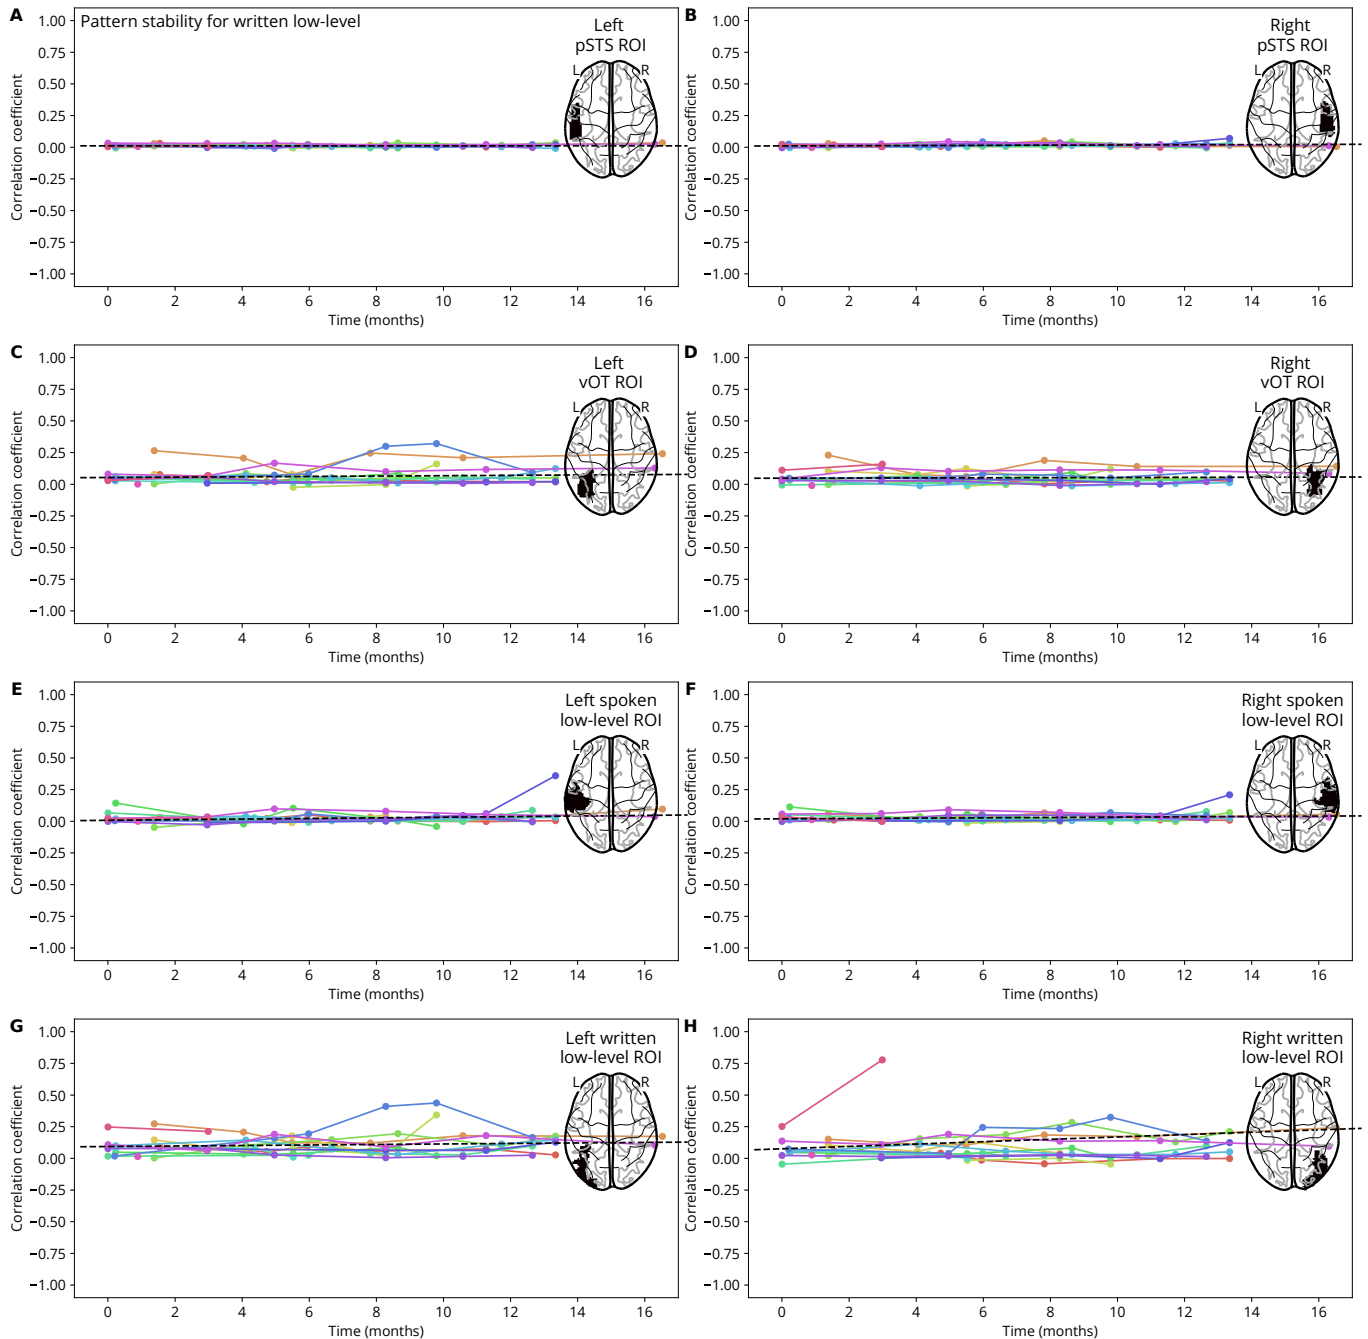 A
Pattern stability for written low-level
Left
pSTS ROI
L R
Correlation coefficient
1.00
0.75
0.50
0.25
0.00
−0.25
−0.50
−0.75
−1.00
0 2 4 6 8 10 12 14 16
Time (months)
B
Right
pSTS ROI
L R
Correlation coefficient
1.00
0.75
0.50
0.25
0.00
−0.25
−0.50
−0.75
−1.00
0 2 4 6 8 10 12 14 16
Time (months)
C
Left
vOT ROI
L R
Correlation coefficient
1.00
0.75
0.50
0.25
0.00
−0.25
−0.50
−0.75
−1.00
0 2 4 6 8 10 12 14 16
Time (months)
D
Right
vOT ROI
L R
Correlation coefficient
1.00
0.75
0.50
0.25
0.00
−0.25
−0.50
−0.75
−1.00
0 2 4 6 8 10 12 14 16
Time (months)
E
Left spoken
low-level ROI
L R
Correlation coefficient
1.00
0.75
0.50
0.25
0.00
−0.25
−0.50
−0.75
−1.00
0 2 4 6 8 10 12 14 16
Time (months)
F
Right spoken
low-level ROI
L R
Correlation coefficient
1.00
0.75
0.50
0.25
0.00
−0.25
−0.50
−0.75
−1.00
0 2 4 6 8 10 12 14 16
Time (months)
G
Left written
low-level ROI
L R
Correlation coefficient
1.00
0.75
0.50
0.25
0.00
−0.25
−0.50
−0.75
−1.00
0 2 4 6 8 10 12 14 16
Time (months)
H
Right written
low-level ROI
L R
Correlation coefficient
1.00
0.75
0.50
0.25
0.00
−0.25
−0.50
−0.75
−1.00
0 2 4 6 8 10 12 14 16
Time (months)